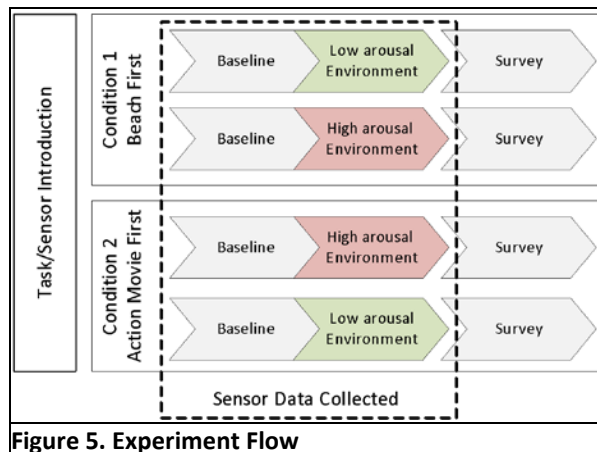 Task/Sensor Introduction
Condition 1
Beach First
Baseline
Low arousal
Environment
Survey
Baseline
High arousal
Environment
Survey
Condition 2
Action Movie First
Baseline
High arousal
Environment
Survey
Baseline
Low arousal
Environment
Survey
Sensor Data Collected
Figure 5. Experiment Flow